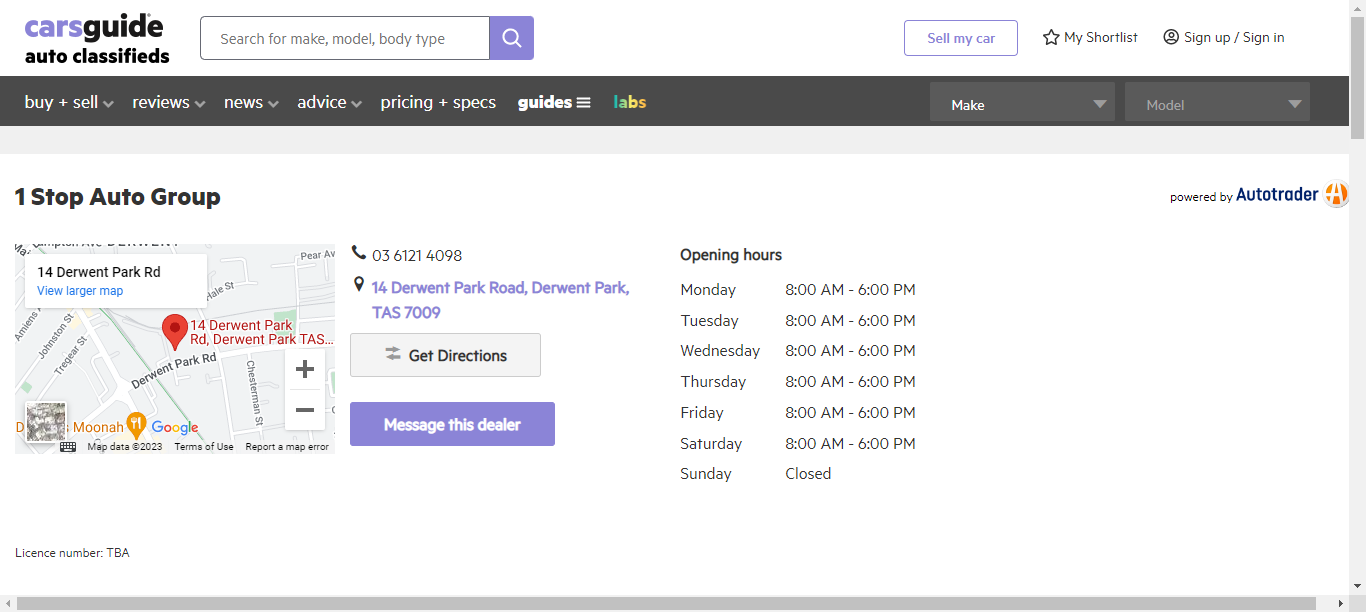 carsguide
auto classifieds
Search for make, model, body type
Sell my car
My Shortlist
Sign up / Sign in
buy + sell
reviews
news
advice
pricing + specs
guides
labs
Make
Model
1 Stop Auto Group
powered by Autotrader
14 Derwent Park Rd
View larger map
Pear Av
Hale St
Johnston St
Tregear St
14 Derwent Park
Rd, Derwent Park TAS...
Derwent Park Rd
Chesterman St
Moonah
Google
Map data ©2023
Terms of Use
Report a map error
03 6121 4098
14 Derwent Park Road, Derwent Park,
TAS 7009
Get Directions
Message this dealer
Opening hours
Monday 8:00 AM - 6:00 PM
Tuesday 8:00 AM - 6:00 PM
Wednesday 8:00 AM - 6:00 PM
Thursday 8:00 AM - 6:00 PM
Friday 8:00 AM - 6:00 PM
Saturday 8:00 AM - 6:00 PM
Sunday Closed
Licence number: TBA